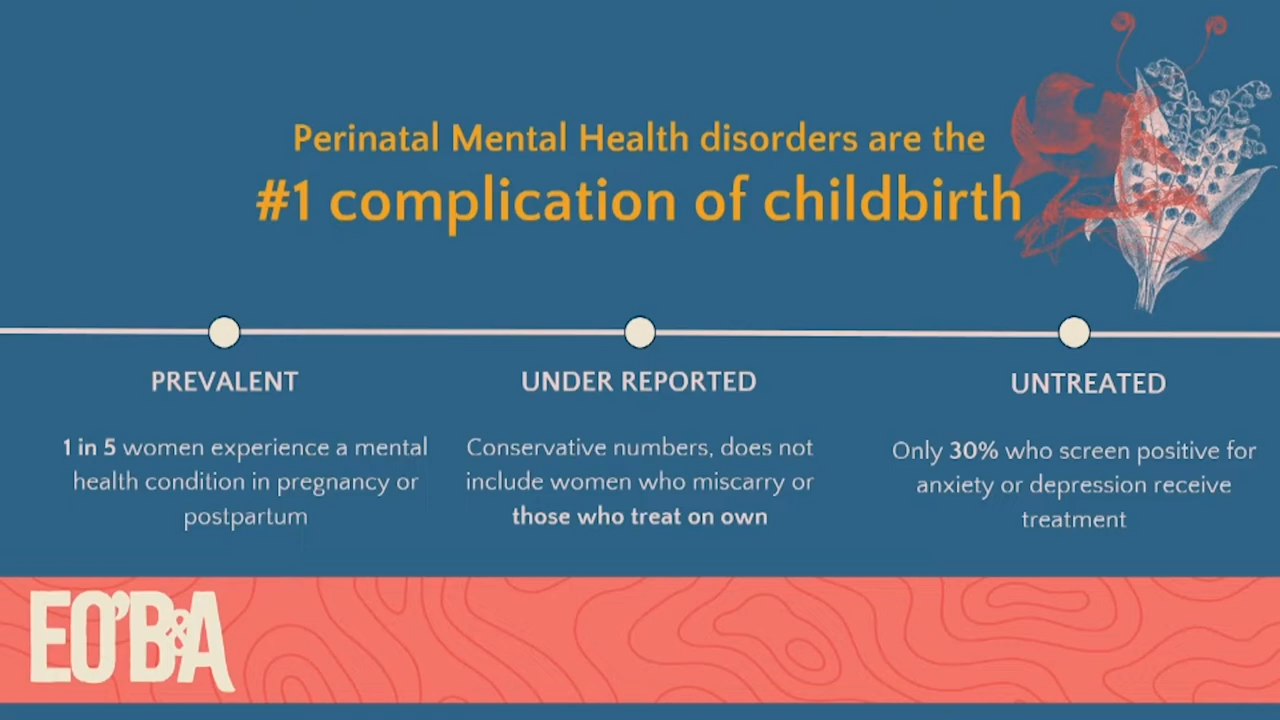 Perinatal Mental Health disorders are the
#1 complication of childbirth
PREVALENT
1 in 5 women experience a mental
health condition in pregnancy or
postpartum
UNDER REPORTED
Conservative numbers, does not
include women who miscarry or
those who treat on own
UNTREATED
Only 30% who screen positive for
anxiety or depression receive
treatment
EO'B&A